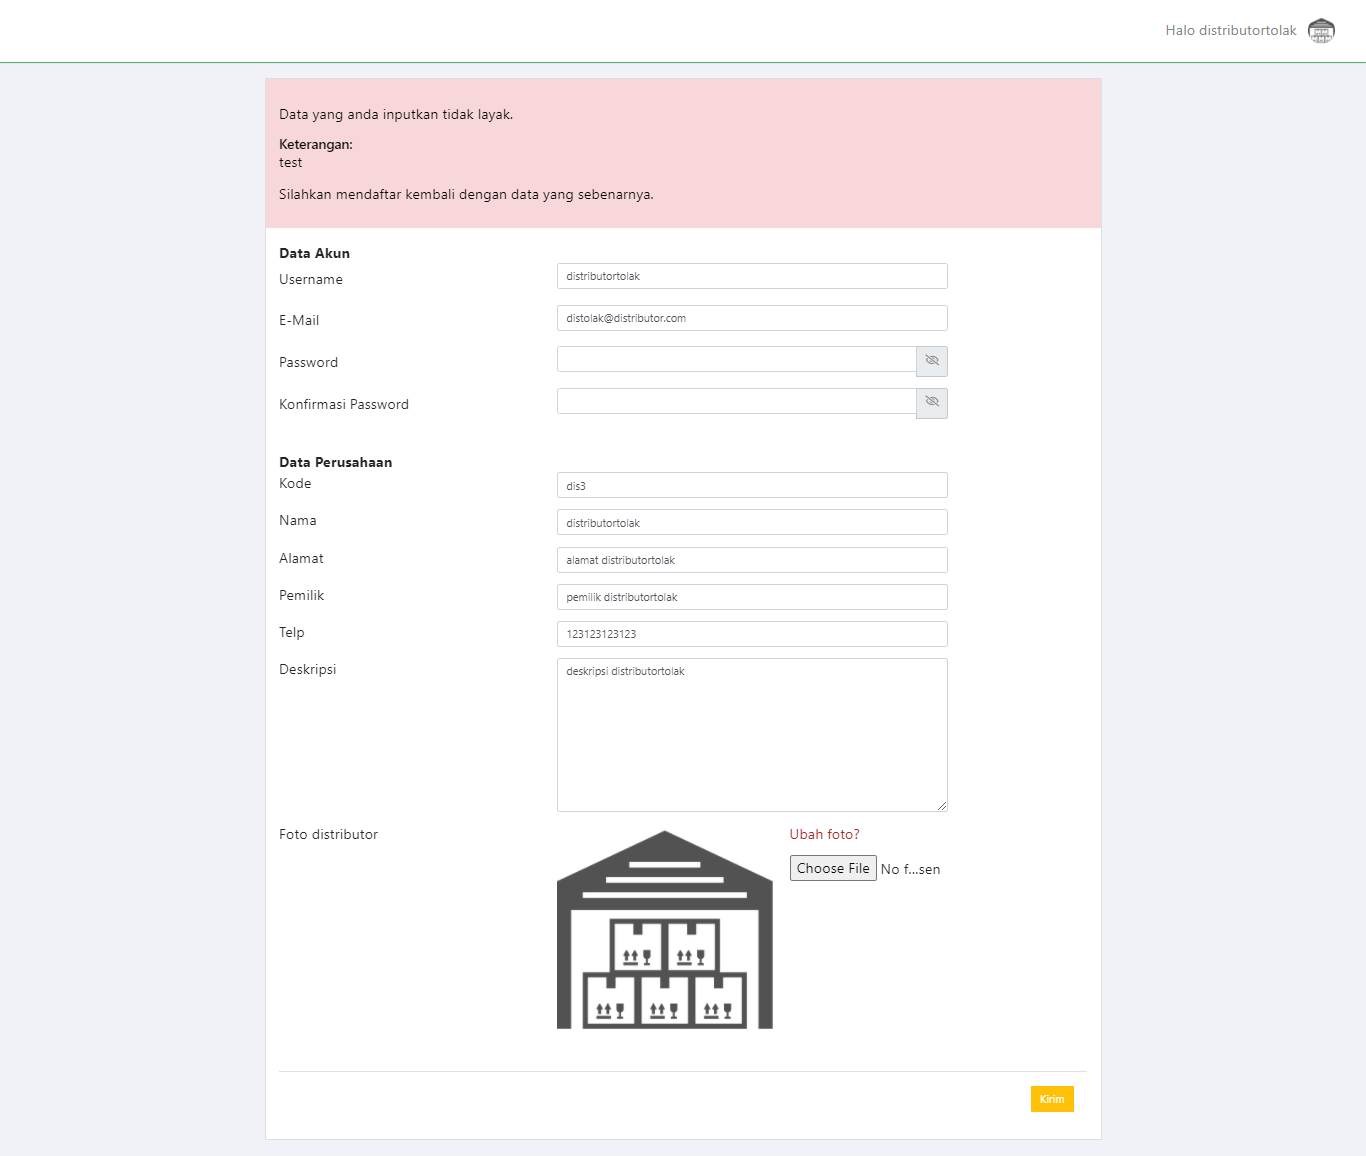 Halo distributortolak
Data yang anda inputkan tidak layak.
Keterangan:
test
Silahkan mendaftar kembali dengan data yang sebenarnya.
Data Akun
Username
distributortolak
E-Mail
distolak@distributor.com
Password
Konfirmasi Password
Data Perusahaan
Kode
dis3
Nama
distributortolak
Alamat
alamat distributortolak
Pemilik
pemilik distributortolak
Telp
123123123123
Deskripsi
deskripsi distributortolak
Foto distributor
Ubah foto?
Choose File No f...sen
Kirim